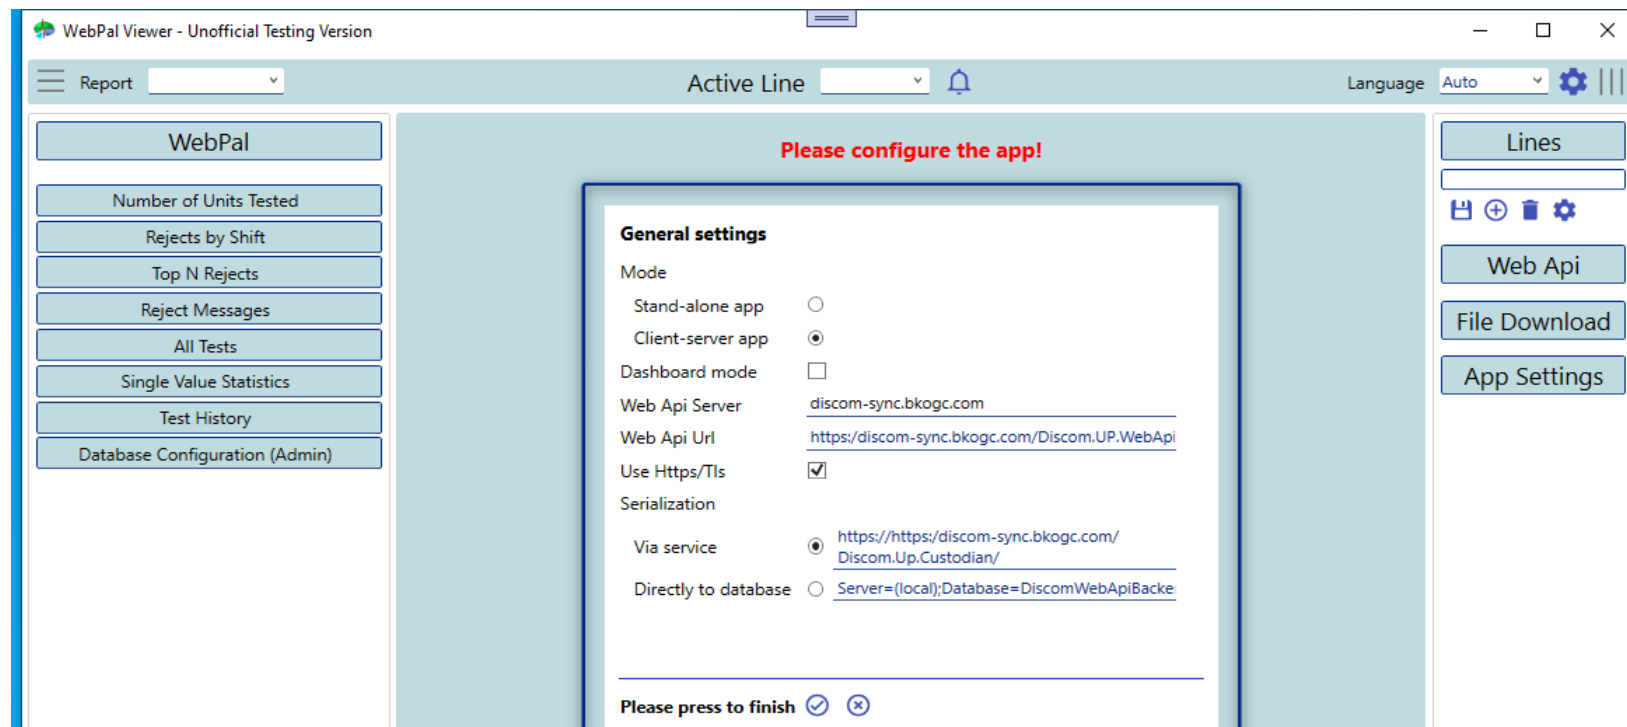 WebPal Viewer - Unofficial Testing Version
Report
Active Line
Language Auto
WebPal
Number of Units Tested
Rejects by Shift
Top N Rejects
Reject Messages
All Tests
Single Value Statistics
Test History
Database Configuration (Admin)
Please configure the app!
General settings
Mode
Stand-alone app
Client-server app
Dashboard mode
Web Api Server discom-sync.bkogc.com
Web Api Url https:/discom-sync.bkogc.com/Discom.UP.WebApi
Use Https/Tls
Serialization
Via service https://https:/discom-sync.bkogc.com/
Discom.Up.Custodian/
Directly to database Server=(local);Database=DiscomWebApiBacke
Please press to finish
Lines
Web Api
File Download
App Settings